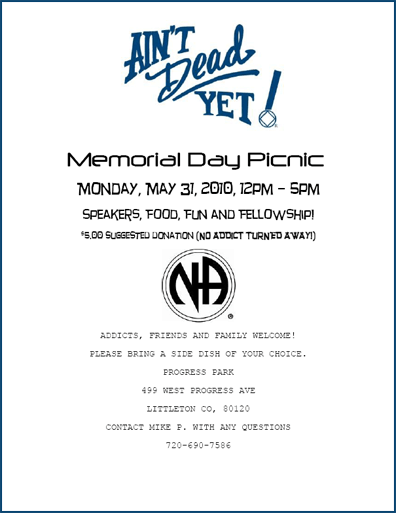 AIN'T
Dead
YET!
Memorial Day Picnic
MONDAY, MAY 31, 2010, 12PM – 5PM
SPEAKERS, FOOD, FUN AND FELLOWSHIP!
$5.00 SUGGESTED DONATION (NO ADDICT TURNED AWAY!)
NA
®
ADDICTS, FRIENDS AND FAMILY WELCOME!
PLEASE BRING A SIDE DISH OF YOUR CHOICE.
PROGRESS PARK
499 WEST PROGRESS AVE
LITTLETON CO, 80120
CONTACT MIKE P. WITH ANY QUESTIONS
720-690-7586